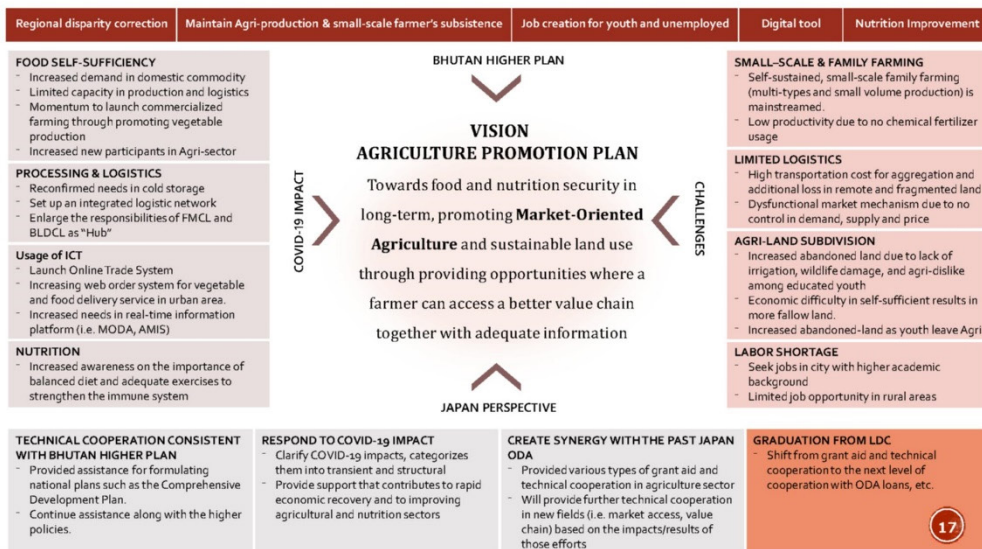 Regional disparity correction
Maintain Agri-production & small-scale farmer's subsistence
Job creation for youth and unemployed
Digital tool
Nutrition Improvement
BHUTAN HIGHER PLAN
FOOD SELF-SUFFICIENCY
- Increased demand in domestic commodity
- Limited capacity in production and logistics
- Momentum to launch commercialized
farming through promoting vegetable
production
- Increased new participants in Agri-sector
PROCESSING & LOGISTICS
- Reconfirmed needs in cold storage
- Set up an integrated logistic network
- Enlarge the responsibilities of FMCL and
BLDCL as "Hub"
Usage of ICT
- Launch Online Trade System
- Increasing web order system for vegetable
and food delivery service in urban area.
- Increased needs in real-time information
platform (i.e. MODA, AMIS)
NUTRITION
- Increased awareness on the importance of
balanced diet and adequate exercises to
strengthen the immune system
COVID-19 IMPACT
VISION
AGRICULTURE PROMOTION PLAN
Towards food and nutrition security in
long-term, promoting Market-Oriented
Agriculture and sustainable land use
through providing opportunities where a
farmer can access a better value chain
together with adequate information
CHALLENGES
SMALL–SCALE & FAMILY FARMING
- Self-sustained, small-scale family farming
(multi-types and small volume production) is
mainstreamed.
- Low productivity due to no chemical fertilizer
usage
LIMITED LOGISTICS
- High transportation cost for aggregation and
additional loss in remote and fragmented land
- Dysfunctional market mechanism due to no
control in demand, supply and price
AGRI-LAND SUBDIVISION
- Increased abandoned land due to lack of
irrigation, wildlife damage, and agri-dislike
among educated youth
- Economic difficulty in self-sufficient results in
more fallow land.
- Increased abandoned-land as youth leave Agri
LABOR SHORTAGE
- Seek jobs in city with higher academic
background
- Limited job opportunity in rural areas
JAPAN PERSPECTIVE
TECHNICAL COOPERATION CONSISTENT
WITH BHUTAN HIGHER PLAN
- Provided assistance for formulating
national plans such as the Comprehensive
Development Plan.
- Continue assistance along with the higher
policies.
RESPOND TO COVID-19 IMPACT
- Clarify COVID-19 impacts, categorizes
them into transient and structural
- Provide support that contributes to rapid
economic recovery and to improving
agricultural and nutrition sectors
CREATE SYNERGY WITH THE PAST JAPAN
ODA
- Provided various types of grant aid and
technical cooperation in agriculture sector
- Will provide further technical cooperation
in new fields (i.e. market access, value
chain) based on the impacts/results of
those efforts
GRADUATION FROM LDC
- Shift from grant aid and technical
cooperation to the next level of
cooperation with ODA loans, etc.
17